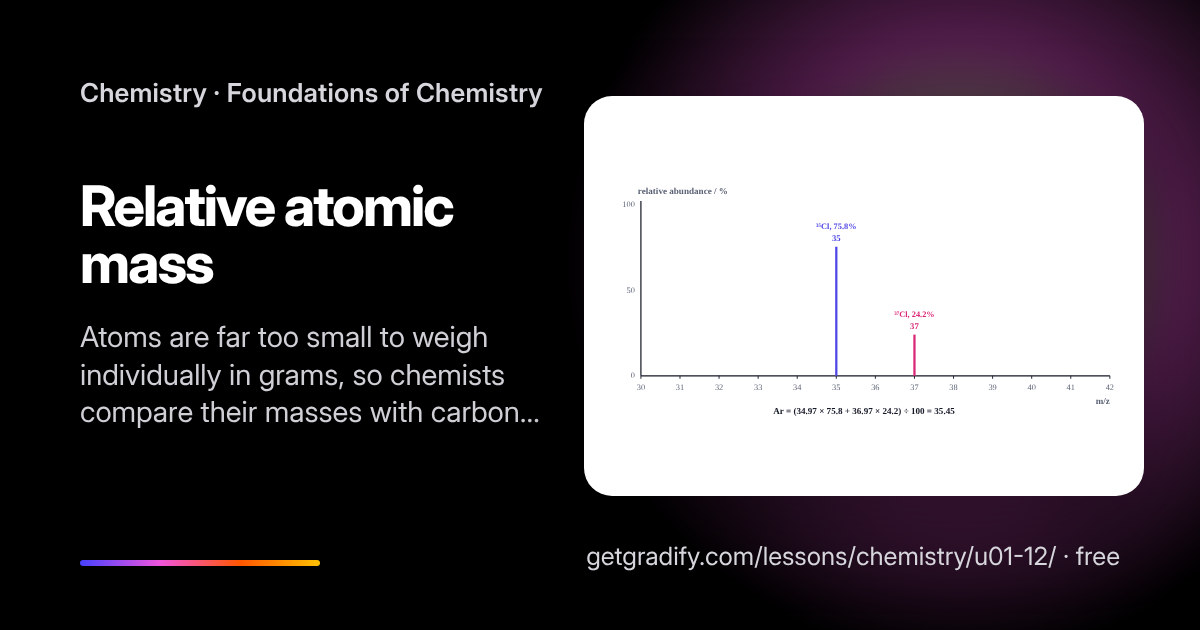 Chemistry · Foundations of Chemistry
Relative atomic
mass
Atoms are far too small to weigh
individually in grams, so chemists
compare their masses with carbon...
relative abundance / %
100
50
0
³⁵Cl, 75.8%
35
³⁷Cl, 24.2%
37
30 31 32 33 34 35 36 37 38 39 40 41 42
m/z
Ar = (34.97 × 75.8 + 36.97 × 24.2) ÷ 100 = 35.45
getgradify.com/lessons/chemistry/u01-12/ · free